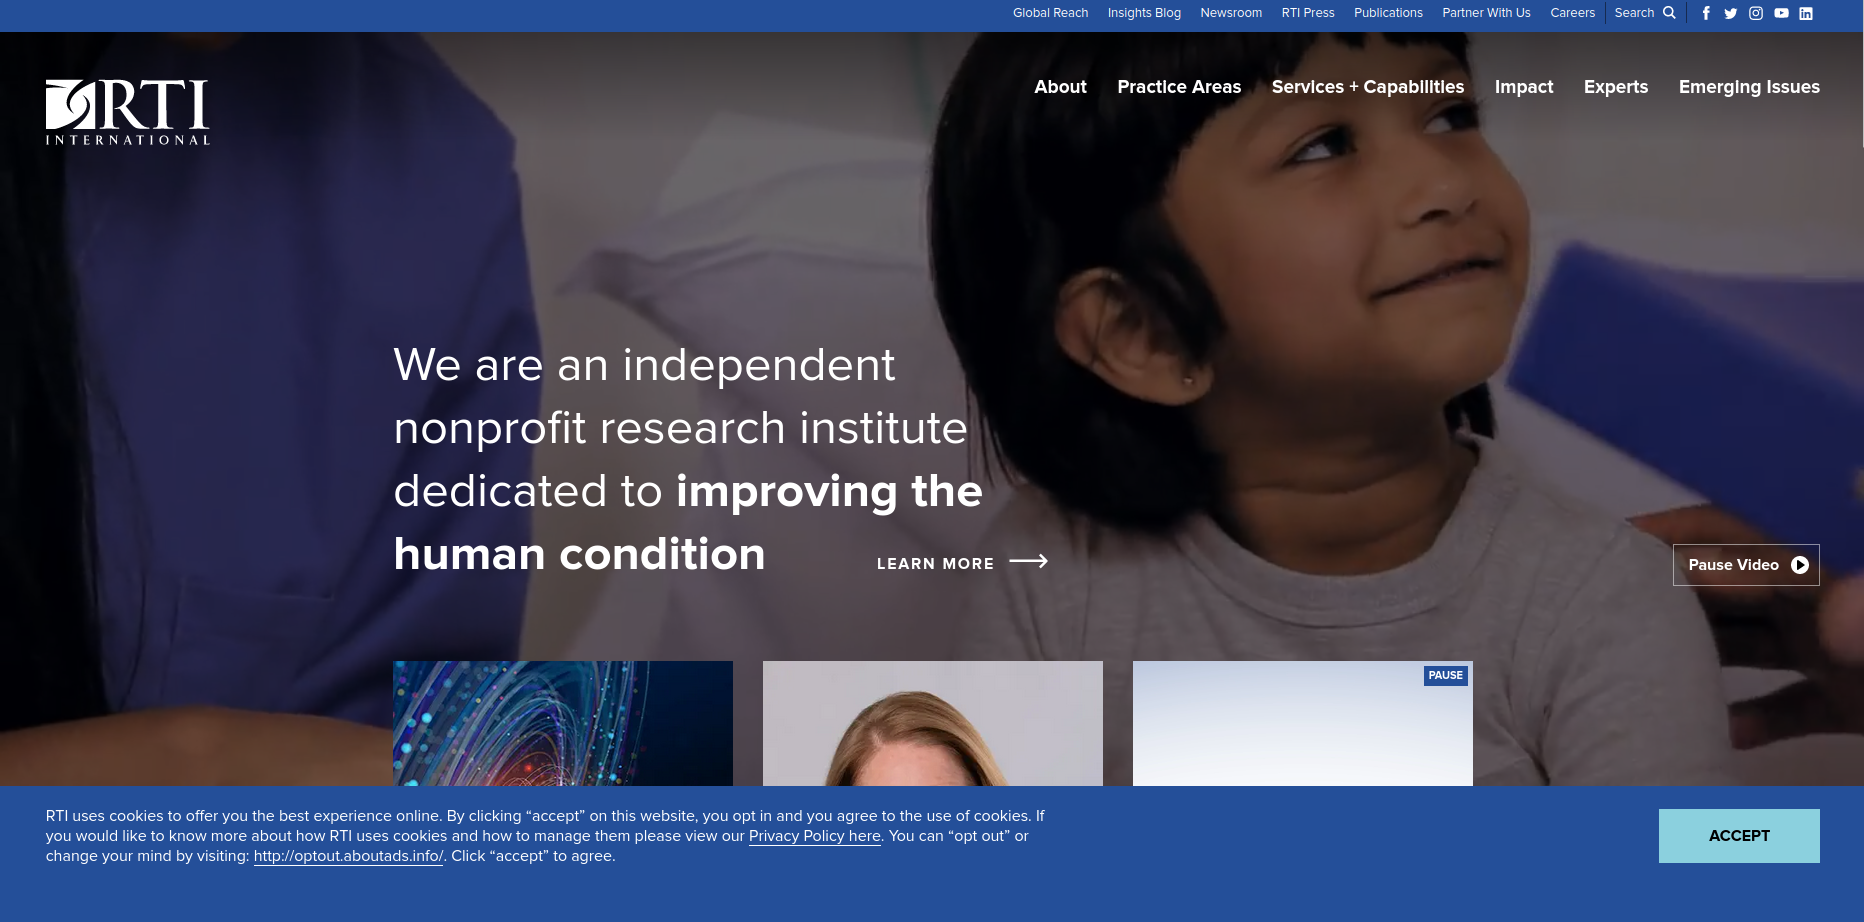 Global Reach Insights Blog Newsroom RTI Press Publications Partner With Us Careers Search
RTI
INTERNATIONAL
About Practice Areas Services + Capabilities Impact Experts Emerging Issues
We are an independent
nonprofit research institute
dedicated to improving the
human condition
LEARN MORE
Pause Video
PAUSE
RTI uses cookies to offer you the best experience online. By clicking “accept” on this website, you opt in and you agree to the use of cookies. If
you would like to know more about how RTI uses cookies and how to manage them please view our Privacy Policy here. You can “opt out” or
change your mind by visiting: http://optout.aboutads.info/. Click “accept” to agree.
ACCEPT